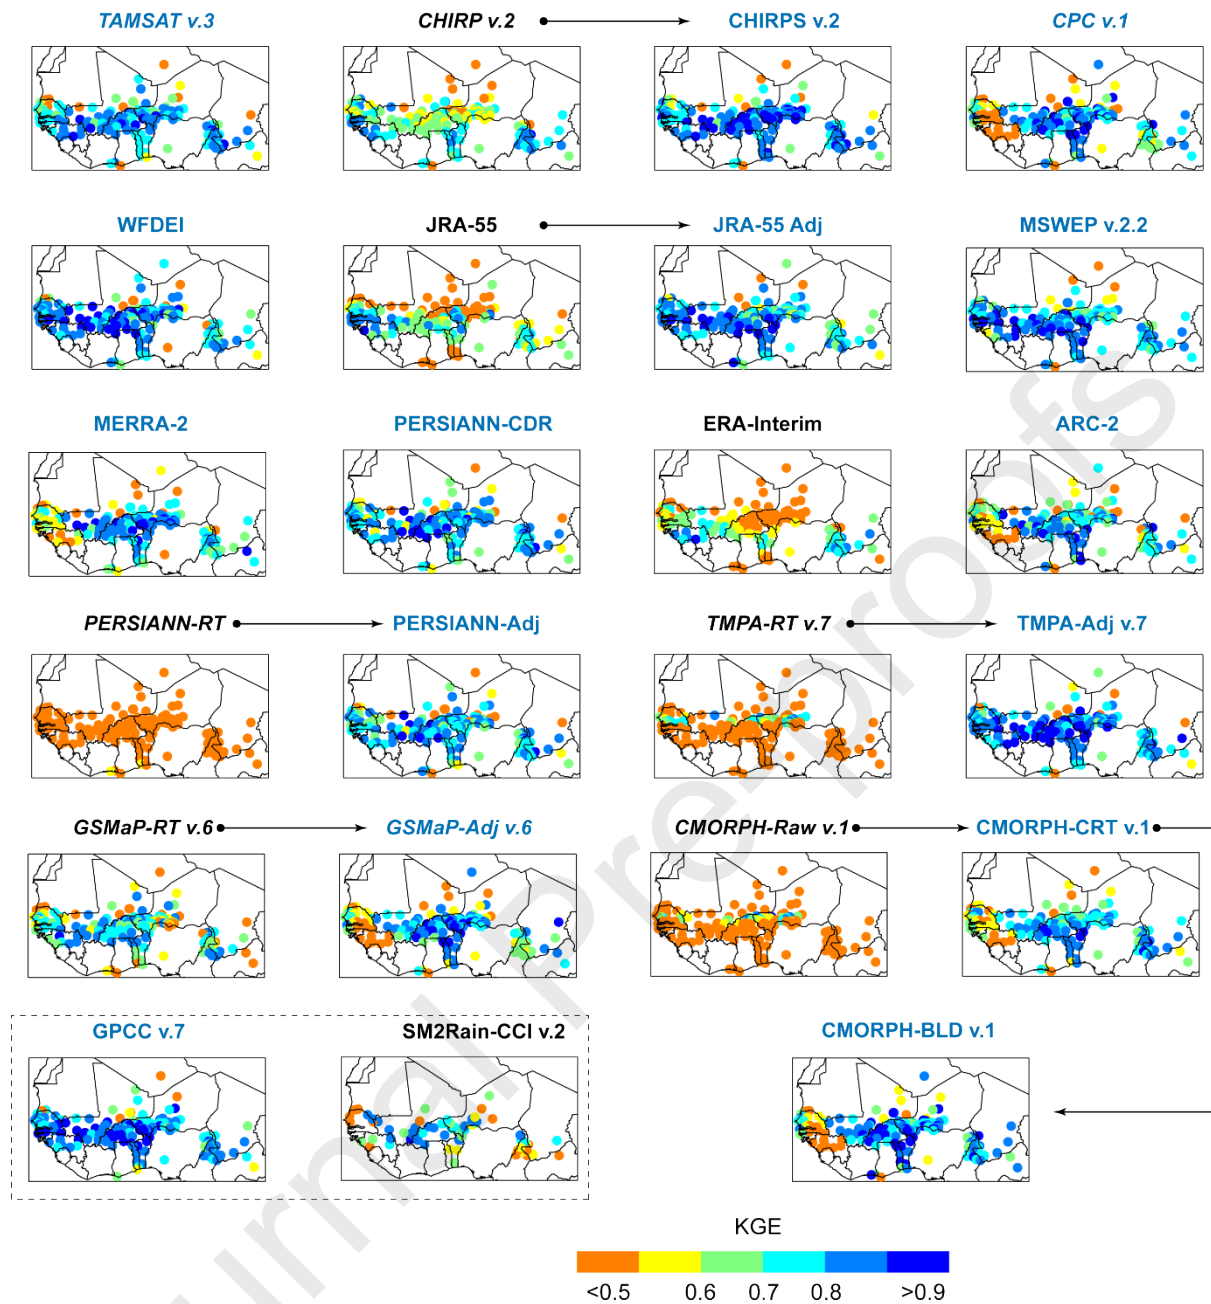 TAMSAT v.3
CHIRP v.2
CHIRPS v.2
CPC v.1
WFDEI
JRA-55
JRA-55 Adj
MSWEP v.2.2
MERRA-2
PERSIANN-CDR
ERA-Interim
ARC-2
PERSIANN-RT
PERSIANN-Adj
TMPA-RT v.7
TMPA-Adj v.7
GSMaP-RT v.6
GSMaP-Adj v.6
CMORPH-Raw v.1
CMORPH-CRT v.1
GPCC v.7
SM2Rain-CCI v.2
CMORPH-BLD v.1
KGE
<0.5 0.6 0.7 0.8 >0.9
urnal Pre-proofs